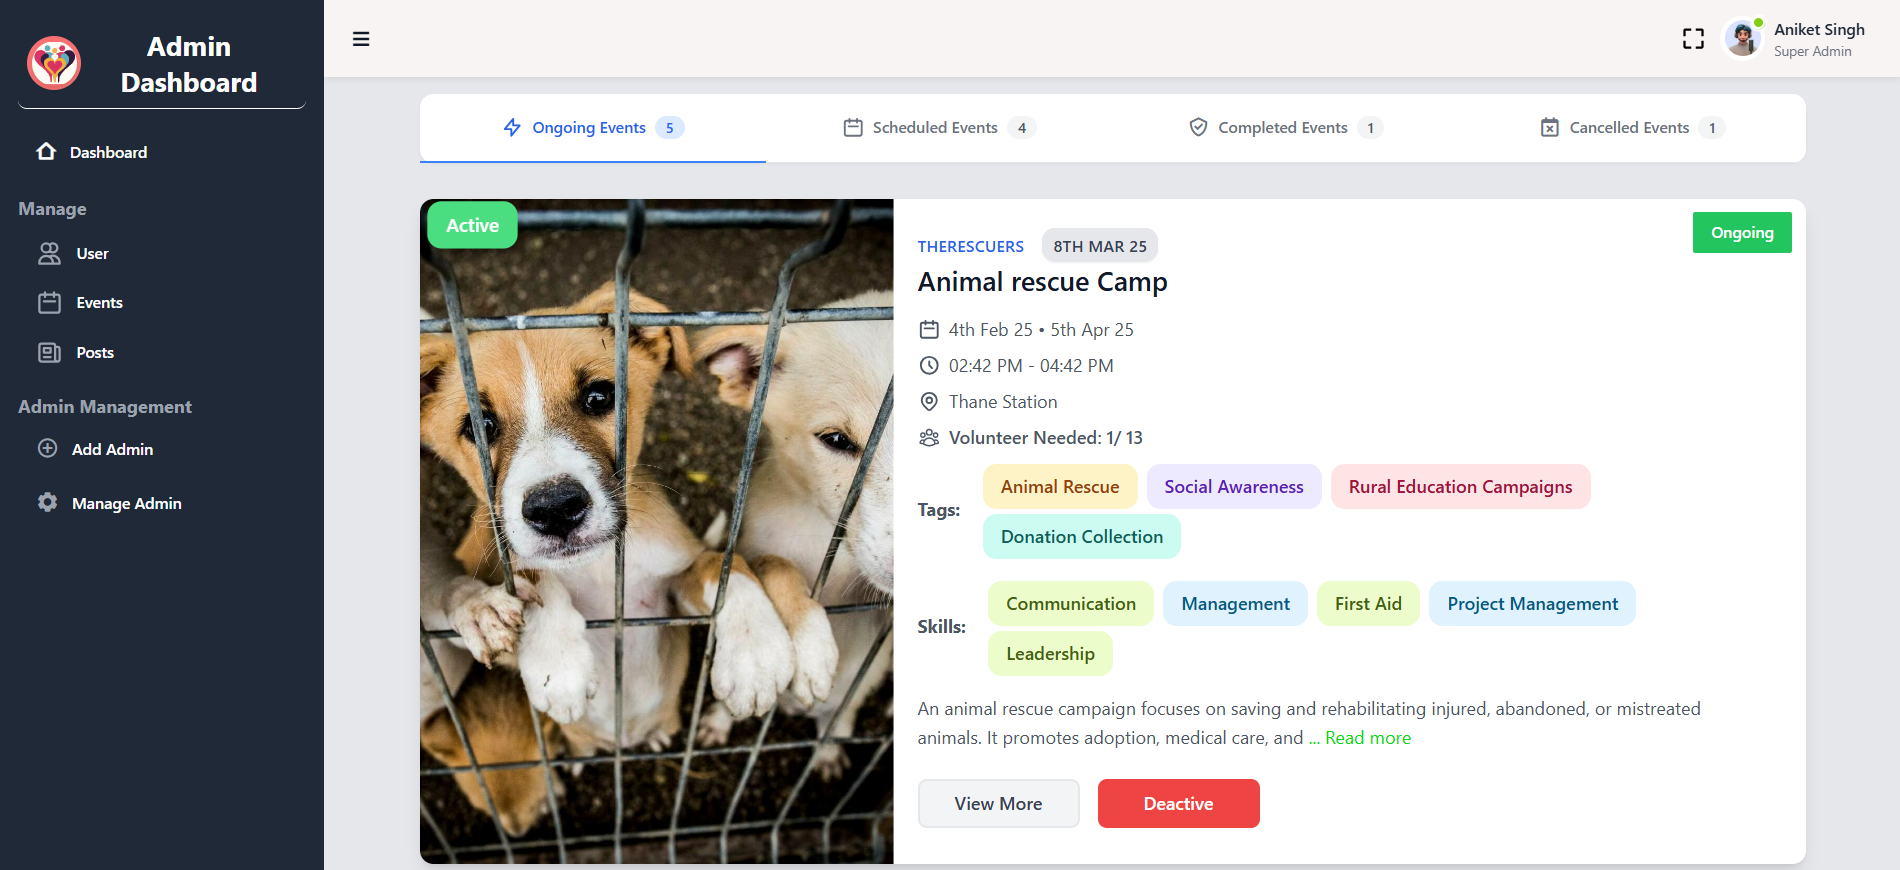 Admin
Dashboard
Dashboard
Manage
User
Events
Posts
Admin Management
Add Admin
Manage Admin
Aniket Singh
Super Admin
Ongoing Events 5
Scheduled Events 4
Completed Events 1
Cancelled Events 1
Active
Ongoing
THERESCUERS 8TH MAR 25
Animal rescue Camp
4th Feb 25 • 5th Apr 25
02:42 PM - 04:42 PM
Thane Station
Volunteer Needed: 1/ 13
Tags:
Animal Rescue Social Awareness Rural Education Campaigns
Donation Collection
Skills:
Communication Management First Aid Project Management
Leadership
An animal rescue campaign focuses on saving and rehabilitating injured, abandoned, or mistreated
animals. It promotes adoption, medical care, and ... Read more
View More Deactive